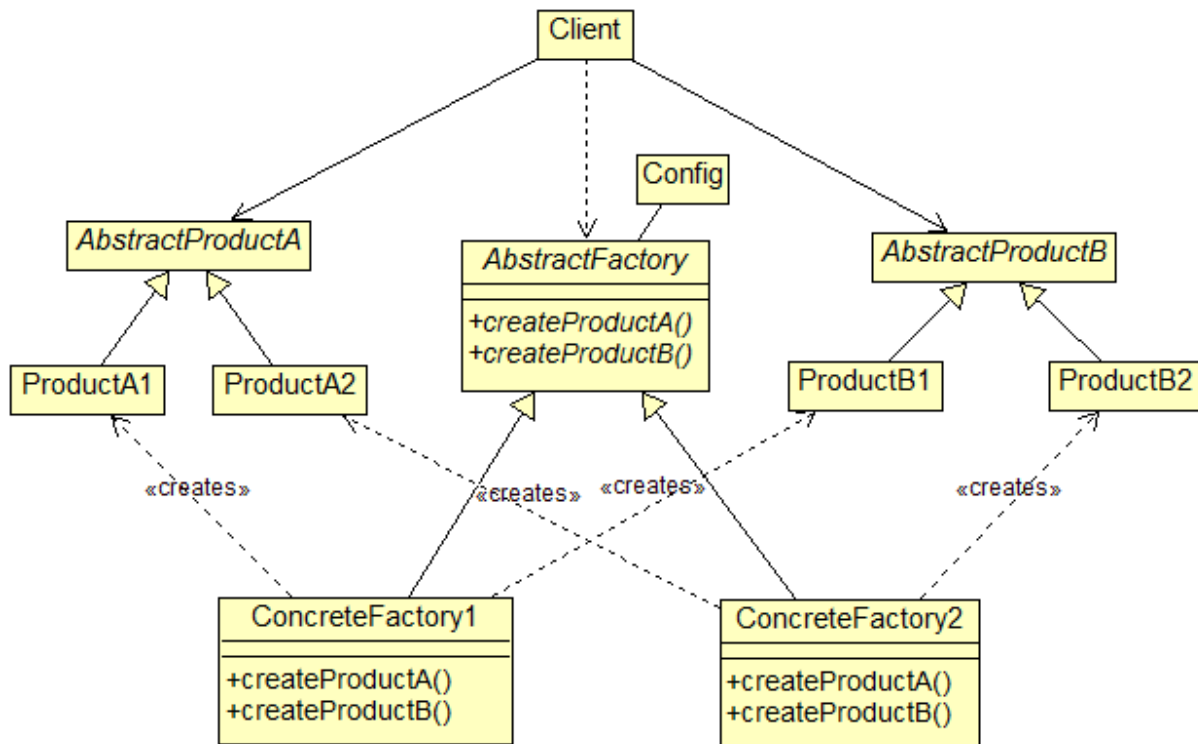 Client
Config
AbstractProductA
AbstractFactory
AbstractProductB
+createProductA()
+createProductB()
ProductA1
ProductA2
ProductB1
ProductB2
«creates»
«creates»
«creates»
«creates»
ConcreteFactory1
+createProductA()
+createProductB()
ConcreteFactory2
+createProductA()
+createProductB()